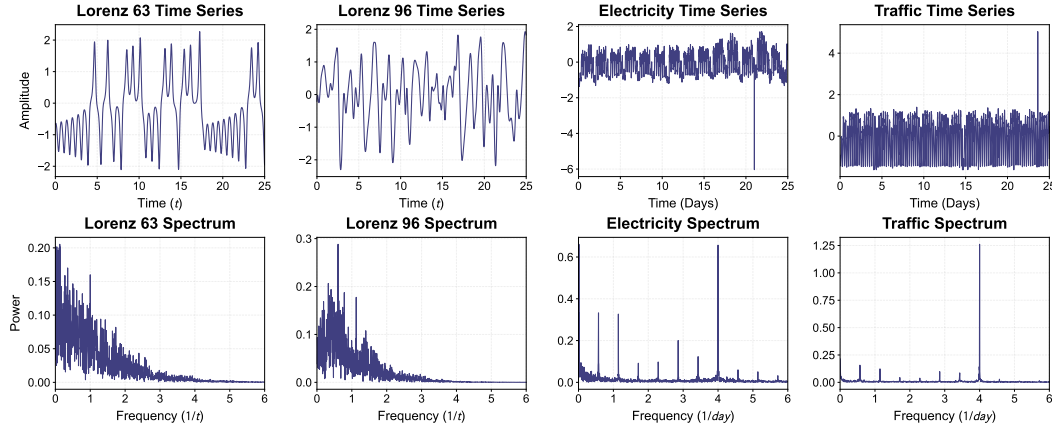 Lorenz 63 Time Series
Lorenz 96 Time Series
Electricity Time Series
Traffic Time Series
Amplitude
2
1
0
−1
−2
0 5 10 15 20 25
Time (t)
2
1
0
−1
−2
0 5 10 15 20 25
Time (t)
2
0
−2
−4
−6
0 5 10 15 20 25
Time (Days)
4
2
0
0 5 10 15 20 25
Time (Days)
Lorenz 63 Spectrum
Lorenz 96 Spectrum
Electricity Spectrum
Traffic Spectrum
Power
0.20
0.15
0.10
0.05
0.00
0 1 2 3 4 5 6
Frequency (1/t)
0.3
0.2
0.1
0.0
0 1 2 3 4 5 6
Frequency (1/t)
0.6
0.4
0.2
0.0
0 1 2 3 4 5 6
Frequency (1/day)
1.25
1.00
0.75
0.50
0.25
0.00
0 1 2 3 4 5 6
Frequency (1/day)